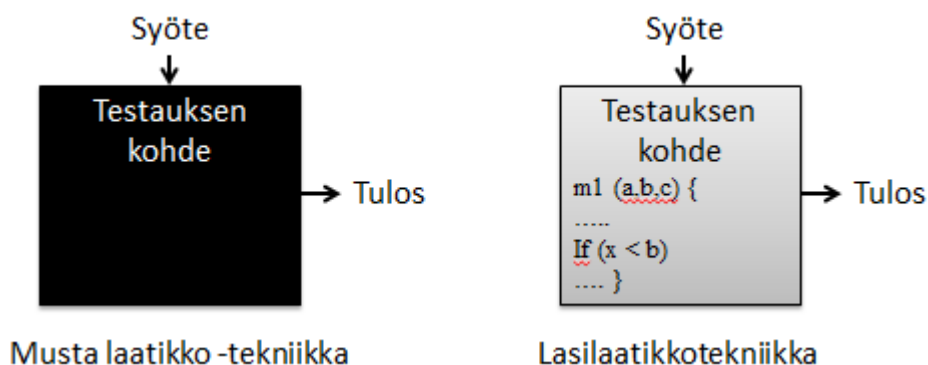 Syöte
Testauksen
kohde
Tulos
Musta laatikko -tekniikka
Syöte
Testauksen
kohde
m1 (a,b,c) {
.....
If (x < b)
.... }
Tulos
Lasilaatikkotekniikka